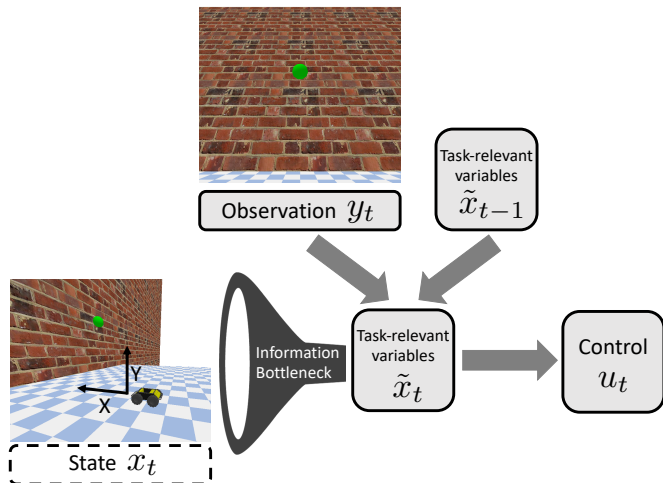 Observation y_t
Task-relevant
variables
x̃_{t−1}
Y
X
State x_t
Information
Bottleneck
Task-relevant
variables
x̃_t
Control
u_t